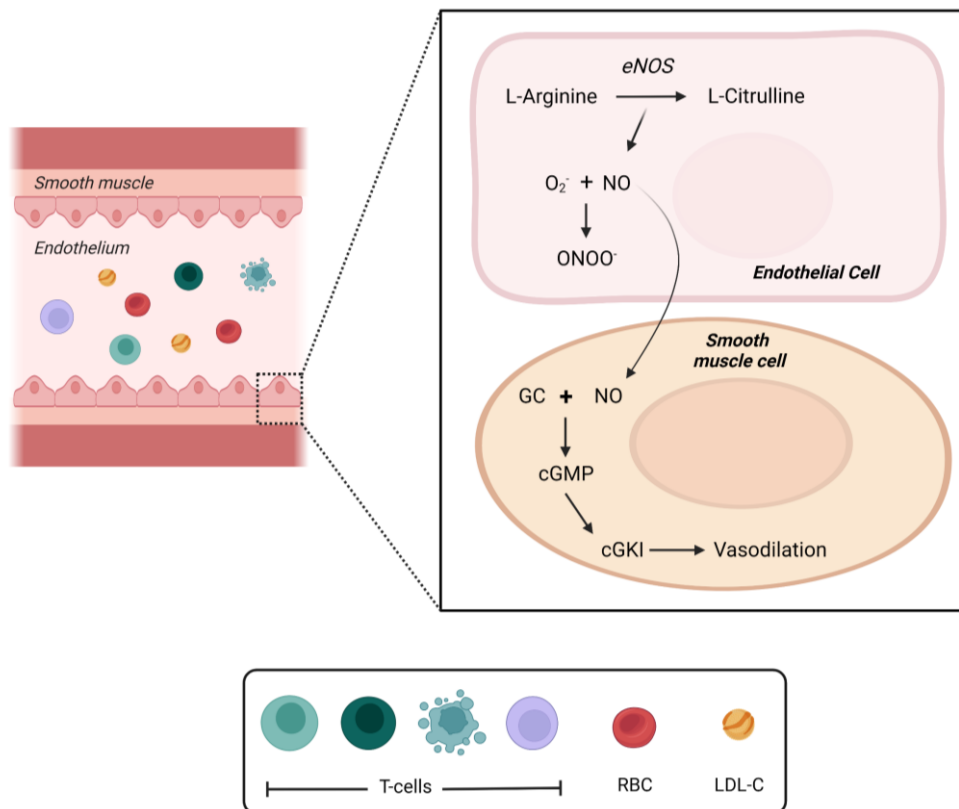 Smooth muscle
Endothelium
eNOS
L-Arginine L-Citrulline
O₂⁻ + NO
ONOO⁻
Endothelial Cell
Smooth
muscle cell
GC + NO
cGMP
cGKI Vasodilation
T-cells RBC LDL-C